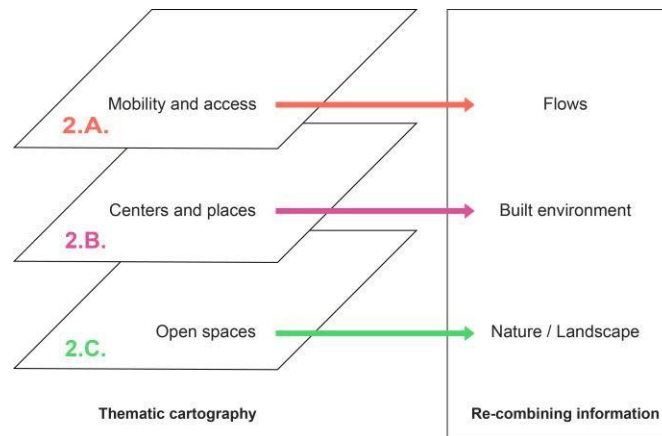 Mobility and access
Flows
2.A.
Centers and places
Built environment
2.B.
Open spaces
Nature / Landscape
2.C.
Thematic cartography
Re-combining information